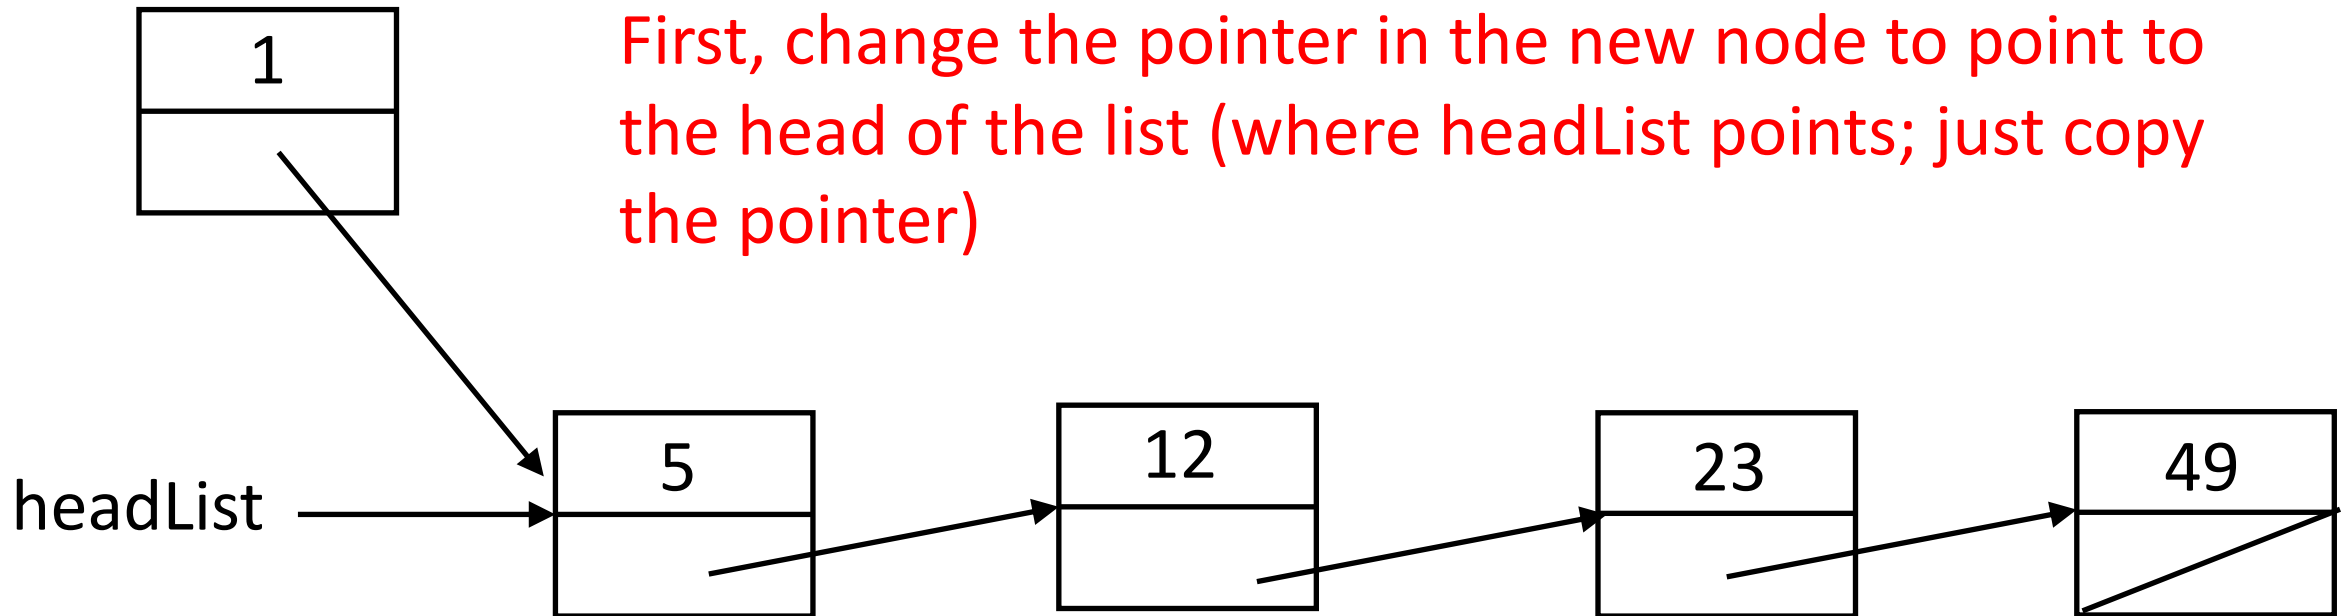 1
First, change the pointer in the new node to point to
the head of the list (where headList points; just copy
the pointer)
headList
5
12
23
49